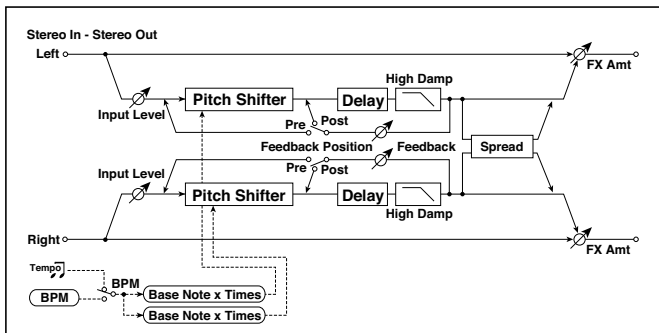 Stereo In - Stereo Out
Left
FX Amt
High Damp
Pitch Shifter
Delay
Input Level
Post
Pre
Feedback Position
Feedback
Spread
Input Level
Pre
Post
Pitch Shifter
Delay
High Damp
Right
FX Amt
Tempo
BPM
BPM
Base Note x Times
Base Note x Times